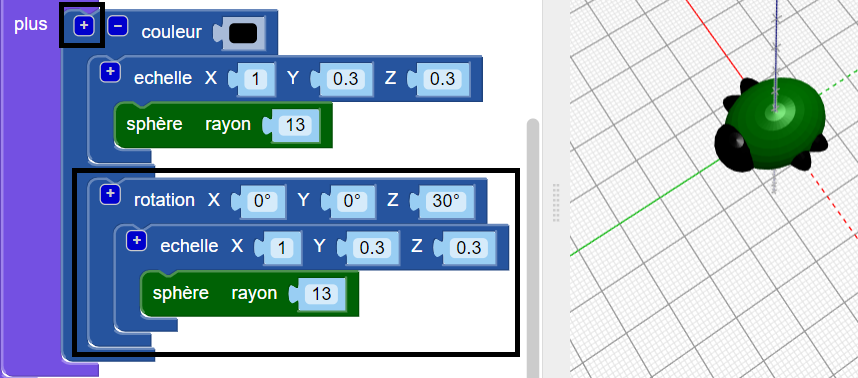 plus + − couleur
+ echelle X 1 Y 0.3 Z 0.3
sphère rayon 13
+ rotation X 0° Y 0° Z 30°
+ echelle X 1 Y 0.3 Z 0.3
sphère rayon 13